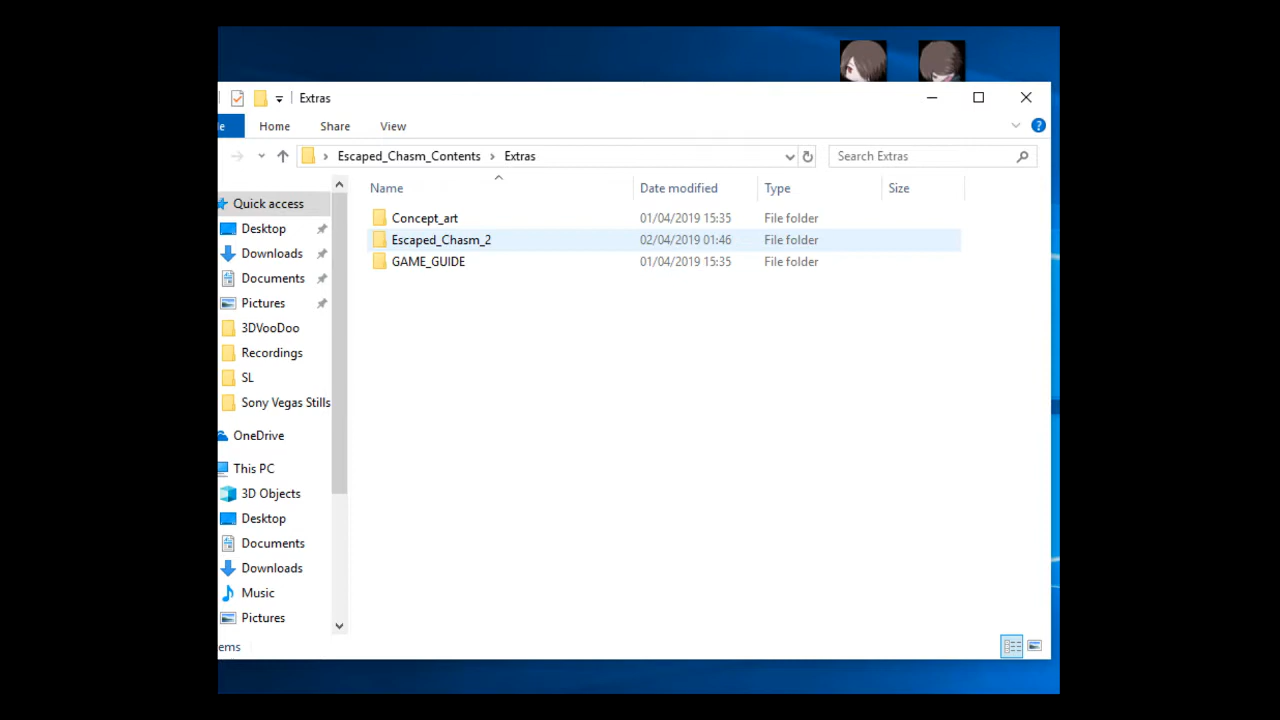 Extras
e Home Share View
Escaped_Chasm_Contents Extras Search Extras
Name Date modified Type Size
Concept_art 01/04/2019 15:35 File folder
Escaped_Chasm_2 02/04/2019 01:46 File folder
GAME_GUIDE 01/04/2019 15:35 File folder
Quick access
Desktop
Downloads
Documents
Pictures
3DVooDoo
Recordings
SL
Sony Vegas Stills
OneDrive
This PC
3D Objects
Desktop
Documents
Downloads
Music
Pictures
ems